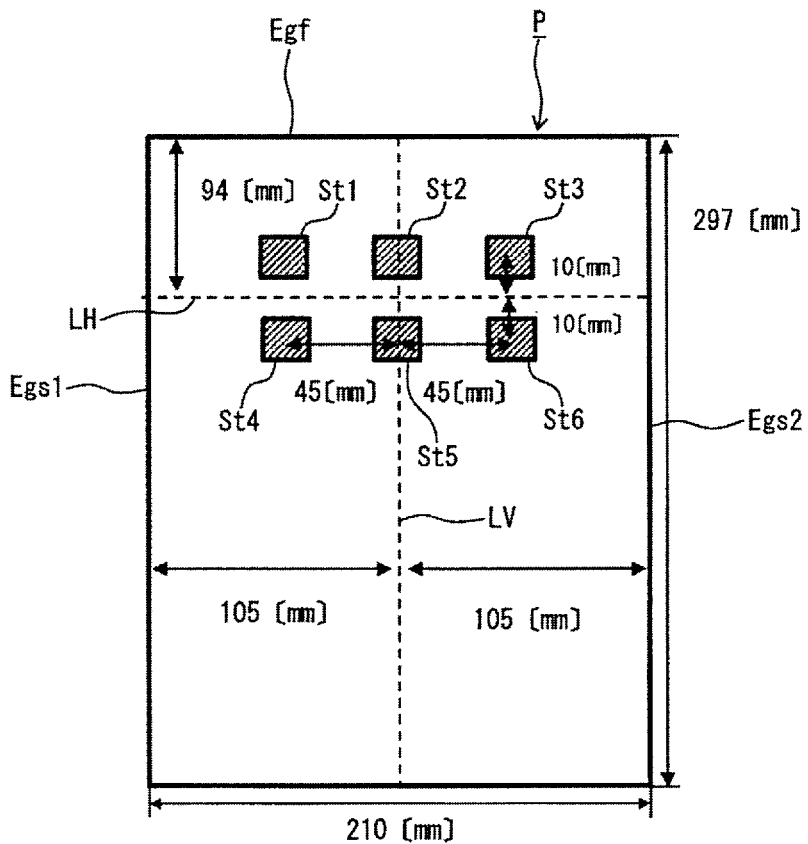 Egf
P
94 [mm]
St1
St2
St3
297 [mm]
10[mm]
LH
10[mm]
Egs1
45[mm]
45[mm]
St4
St5
St6
Egs2
LV
105 [mm]
105 [mm]
210 [mm]